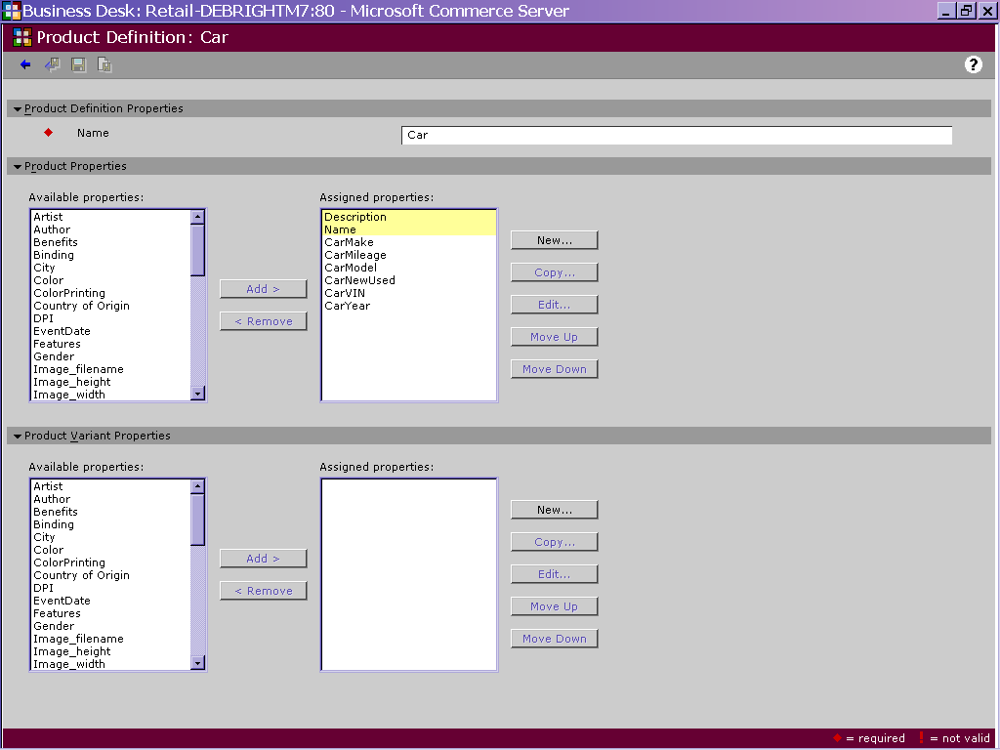 Business Desk: Retail-DEBRIGHTM7:80 - Microsoft Commerce Server
Product Definition: Car
?
Product Definition Properties
Name
Car
Product Properties
Available properties:
Artist
Author
Benefits
Binding
City
Color
ColorPrinting
Country of Origin
DPI
EventDate
Features
Gender
Image_filename
Image_height
Image_width
Add >
< Remove
Assigned properties:
Description
Name
CarMake
CarMileage
CarModel
CarNewUsed
CarVIN
CarYear
New...
Copy...
Edit...
Move Up
Move Down
Product Variant Properties
Available properties:
Artist
Author
Benefits
Binding
City
Color
ColorPrinting
Country of Origin
DPI
EventDate
Features
Gender
Image_filename
Image_height
Image_width
Add >
< Remove
Assigned properties:
New...
Copy...
Edit...
Move Up
Move Down
= required ! = not valid